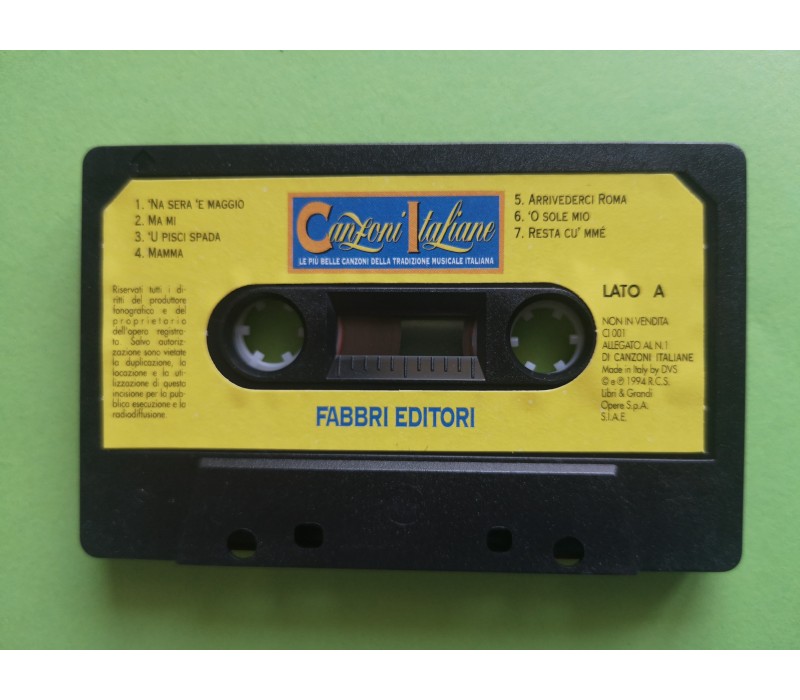 1. 'NA SERA 'E MAGGIO
2. MA MI
3. 'U PISCI SPADA
4. MAMMA
Canzoni Italiane
LE PIÙ BELLE CANZONI DELLA TRADIZIONE MUSICALE ITALIANA
5. ARRIVEDERCI ROMA
6. 'O SOLE MIO
7. RESTA CU' MMÉ
Riservati tutti i di-
ritti del produttore
fonografico e del
proprietario
dell'opera registra-
ta. Salvo autoriz-
zazione sono vietate
la duplicazione, la
locazione e la uti-
lizzazione di questa
incisione per la pub-
blica esecuzione e la
radiodiffusione.
LATO A
NON IN VENDITA
CI 001
ALLEGATO AL N.1
DI CANZONI ITALIANE
Made in Italy by DVS
© e ℗ 1994 R.C.S.
Libri & Grandi
Opere S.p.A.
S.I.A.E.
FABBRI EDITORI